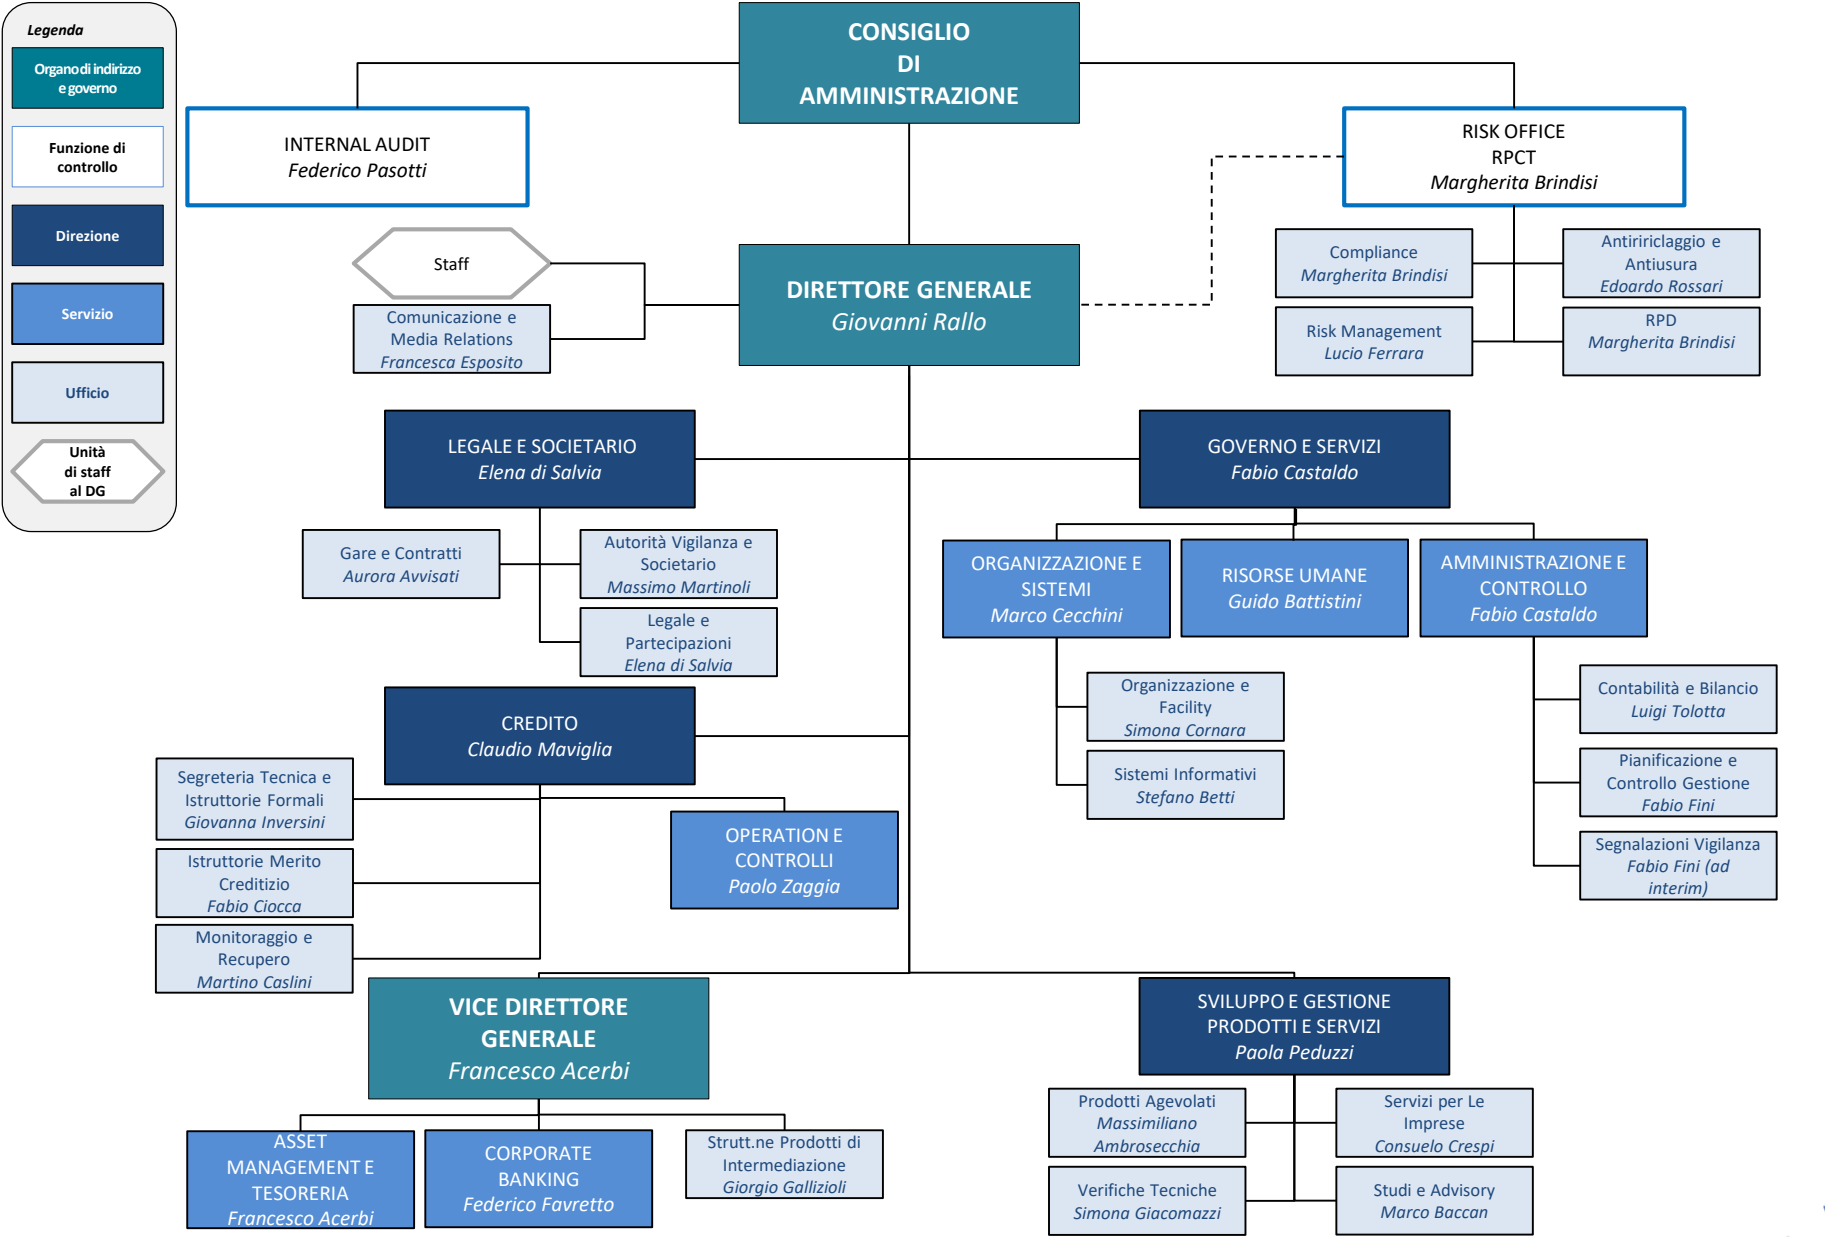 Legenda
Organo di indirizzo
e governo
Funzione di
controllo
Direzione
Servizio
Ufficio
Unità
di staff
al DG
CONSIGLIO
DI
AMMINISTRAZIONE
INTERNAL AUDIT
Federico Pasotti
RISK OFFICE
RPCT
Margherita Brindisi
Staff
Comunicazione e
Media Relations
Francesca Esposito
DIRETTORE GENERALE
Giovanni Rallo
Compliance
Margherita Brindisi
Antiririclaggio e
Antiusura
Edoardo Rossari
Risk Management
Lucio Ferrara
RPD
Margherita Brindisi
LEGALE E SOCIETARIO
Elena di Salvia
GOVERNO E SERVIZI
Fabio Castaldo
Gare e Contratti
Aurora Avvisati
Autorità Vigilanza e
Societario
Massimo Martinoli
Legale e
Partecipazioni
Elena di Salvia
ORGANIZZAZIONE E
SISTEMI
Marco Cecchini
RISORSE UMANE
Guido Battistini
AMMINISTRAZIONE E
CONTROLLO
Fabio Castaldo
Organizzazione e
Facility
Simona Cornara
Sistemi Informativi
Stefano Betti
Contabilità e Bilancio
Luigi Tolotta
Pianificazione e
Controllo Gestione
Fabio Fini
Segnalazioni Vigilanza
Fabio Fini (ad
interim)
CREDITO
Claudio Maviglia
Segreteria Tecnica e
Istruttorie Formali
Giovanna Inversini
Istruttorie Merito
Creditizio
Fabio Ciocca
Monitoraggio e
Recupero
Martino Caslini
OPERATION E
CONTROLLI
Paolo Zaggia
VICE DIRETTORE
GENERALE
Francesco Acerbi
SVILUPPO E GESTIONE
PRODOTTI E SERVIZI
Paola Peduzzi
ASSET
MANAGEMENT E
TESORERIA
Francesco Acerbi
CORPORATE
BANKING
Federico Favretto
Strutt.ne Prodotti di
Intermediazione
Giorgio Gallizioli
Prodotti Agevolati
Massimiliano
Ambrosecchia
Servizi per Le
Imprese
Consuelo Crespi
Verifiche Tecniche
Simona Giacomazzi
Studi e Advisory
Marco Baccan